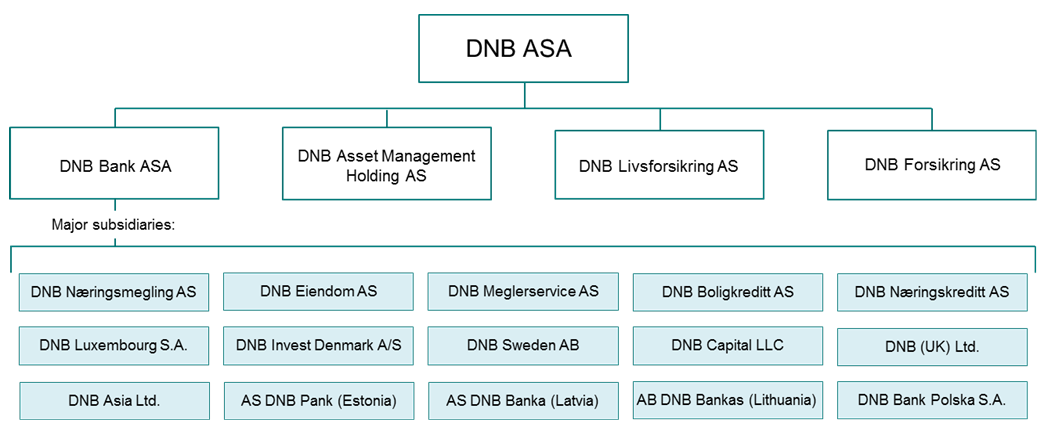 DNB ASA
DNB Bank ASA
DNB Asset Management
Holding AS
DNB Livsforsikring AS
DNB Forsikring AS
Major subsidiaries:
DNB Næringsmegling AS
DNB Eiendom AS
DNB Meglerservice AS
DNB Boligkreditt AS
DNB Næringskreditt AS
DNB Luxembourg S.A.
DNB Invest Denmark A/S
DNB Sweden AB
DNB Capital LLC
DNB (UK) Ltd.
DNB Asia Ltd.
AS DNB Pank (Estonia)
AS DNB Banka (Latvia)
AB DNB Bankas (Lithuania)
DNB Bank Polska S.A.